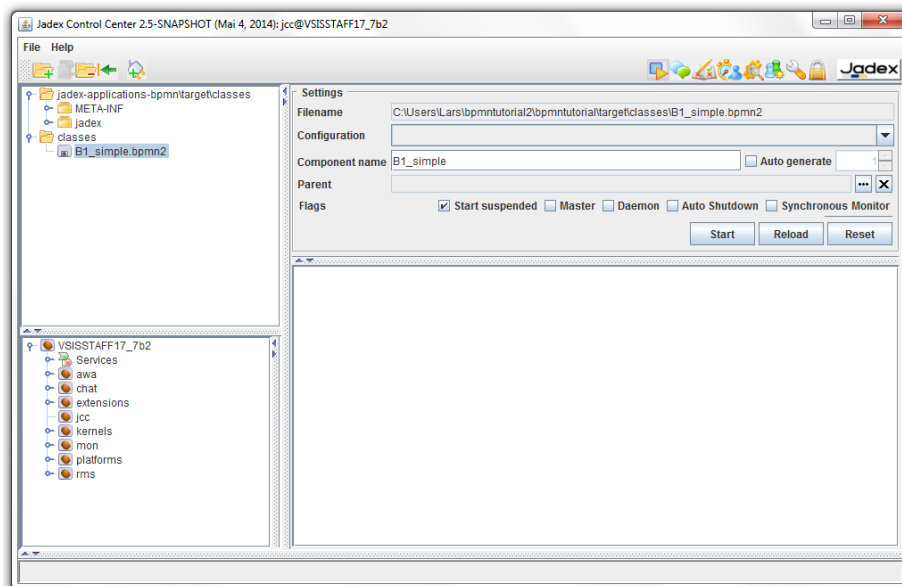 Jadex Control Center 2.5-SNAPSHOT (Mai 4, 2014): jcc@VSISSTAFF17_7b2
File Help
Jadex
jadex-applications-bpmn\target\classes
META-INF
jadex
classes
B1_simple.bpmn2
Settings
Filename C:\Users\Lars\bpmntutorial2\bpmntutorial\target\classes\B1_simple.bpmn2
Configuration
Component name B1_simple Auto generate 1
Parent ...
Flags Start suspended Master Daemon Auto Shutdown Synchronous Monitor
Start Reload Reset
VSISSTAFF17_7b2
Services
awa
chat
extensions
jcc
kernels
mon
platforms
rms